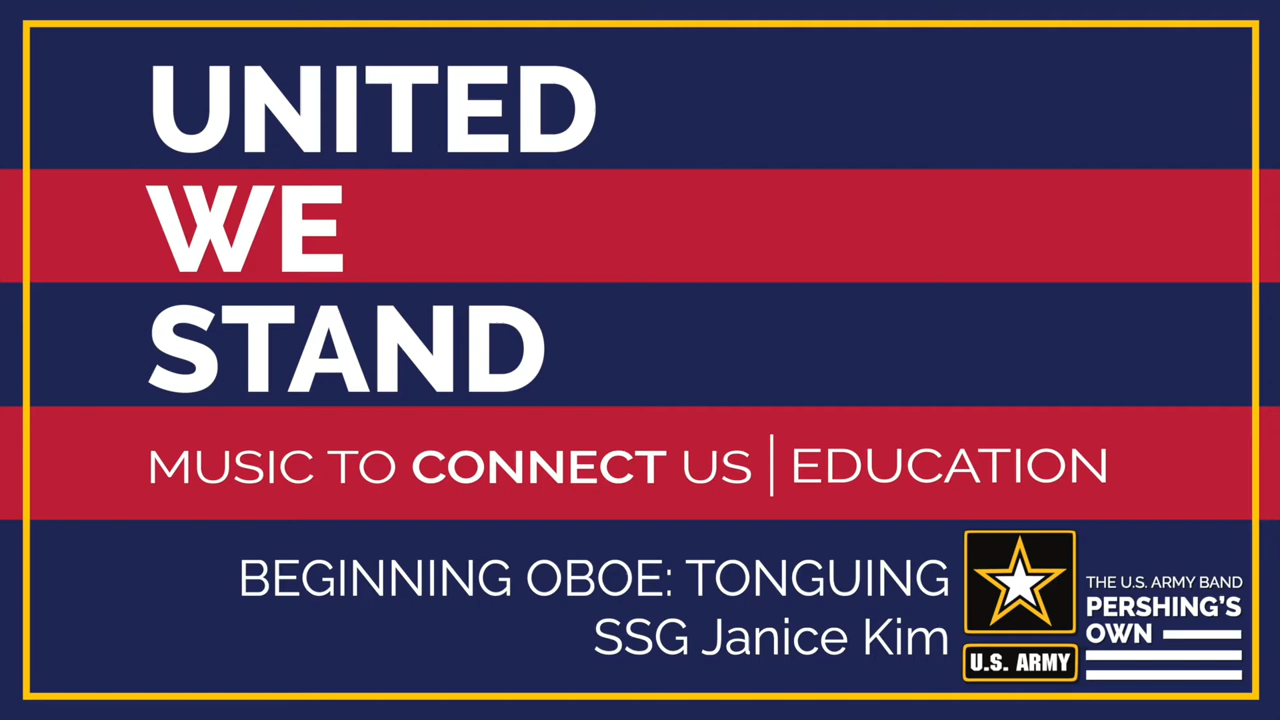 UNITED
WE
STAND
MUSIC TO CONNECT US | EDUCATION
BEGINNING OBOE: TONGUING
SSG Janice Kim
U.S. ARMY
THE U.S. ARMY BAND
PERSHING'S
OWN